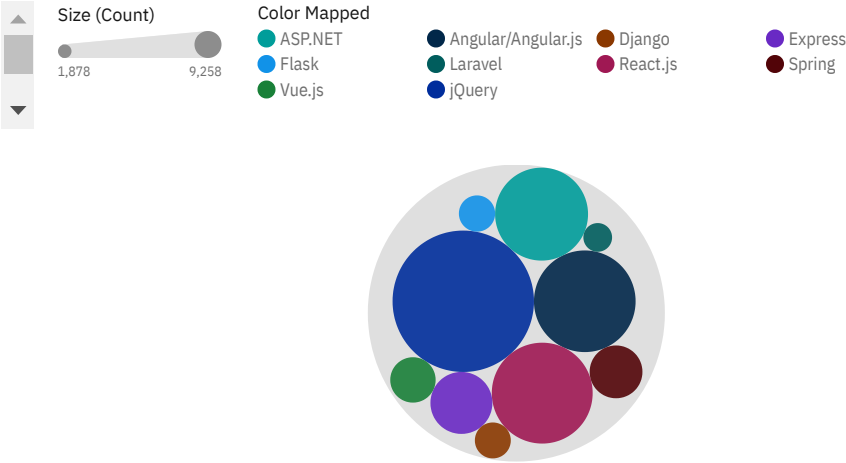 Size (Count)
1,878 9,258
Color Mapped
ASP.NET Angular/Angular.js Django Express
Flask Laravel React.js Spring
Vue.js jQuery